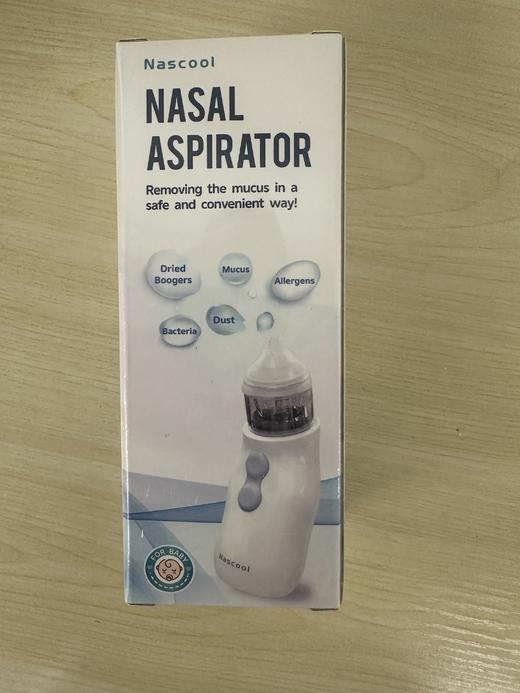 Nascool
NASAL
ASPIRATOR
Removing the mucus in a
safe and convenient way!
Dried
Boogers
Mucus
Allergens
Bacteria
Dust
Nascool
FOR BABY